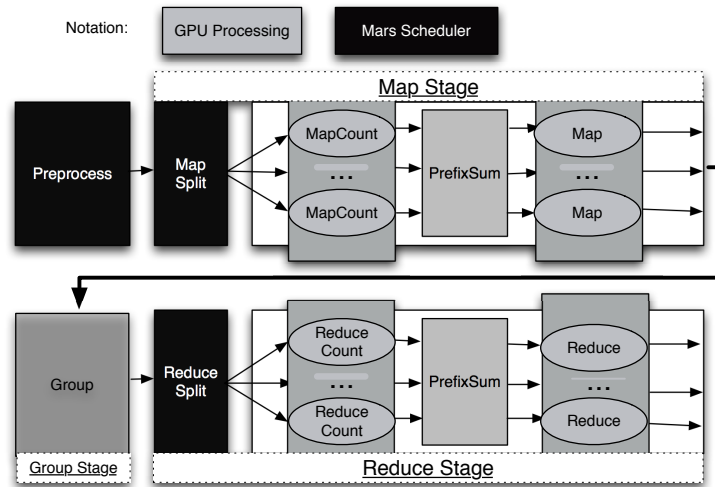 Notation:
GPU Processing
Mars Scheduler
Map Stage
Preprocess
Map
Split
MapCount
...
MapCount
PrefixSum
Map
...
Map
Group
Group Stage
Reduce
Split
Reduce
Count
...
Reduce
Count
PrefixSum
Reduce
...
Reduce
Reduce Stage